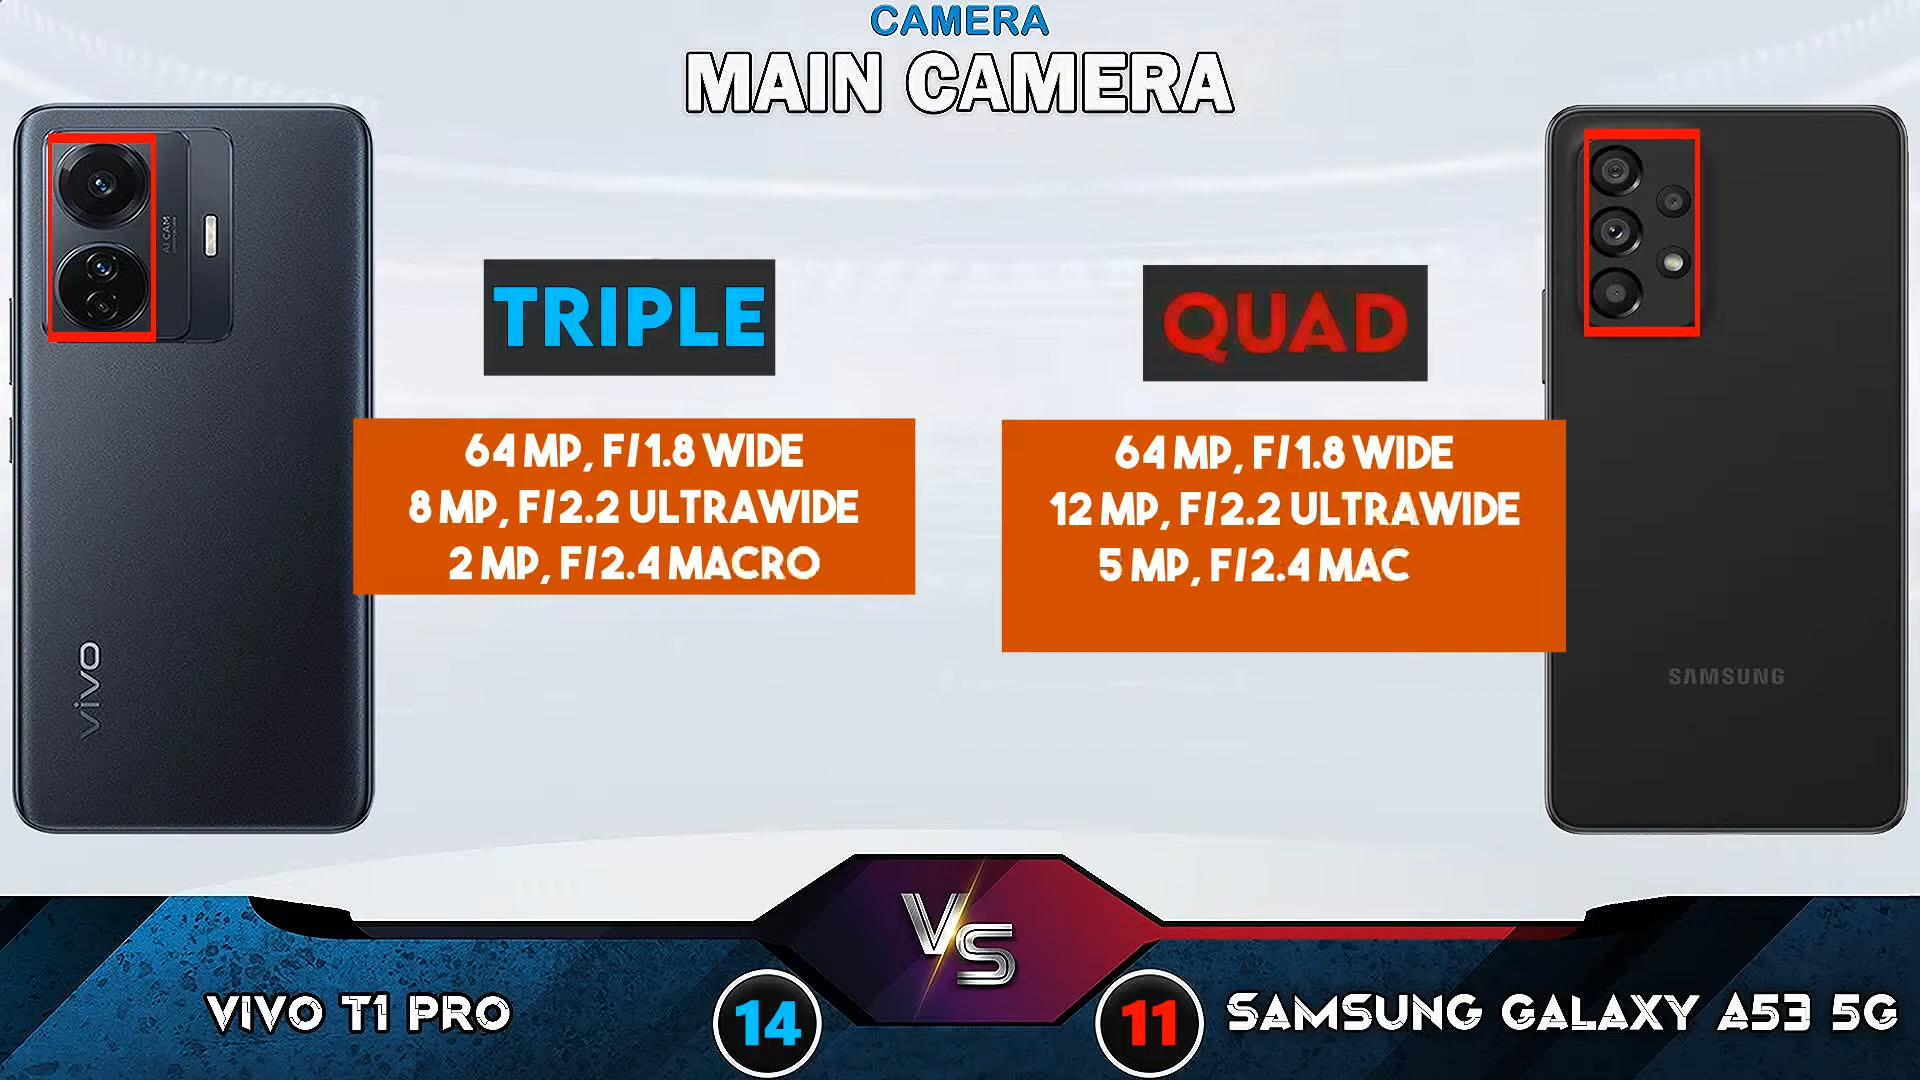 CAMERA
MAIN CAMERA
AI CAM
TRIPLE
64 MP, F/1.8 WIDE
8 MP, F/2.2 ULTRAWIDE
2 MP, F/2.4 MACRO
QUAD
64 MP, F/1.8 WIDE
12 MP, F/2.2 ULTRAWIDE
5 MP, F/2.4 MAC
vivo
SAMSUNG
VS
VIVO T1 PRO
14
11
SAMSUNG GALAXY A53 5G